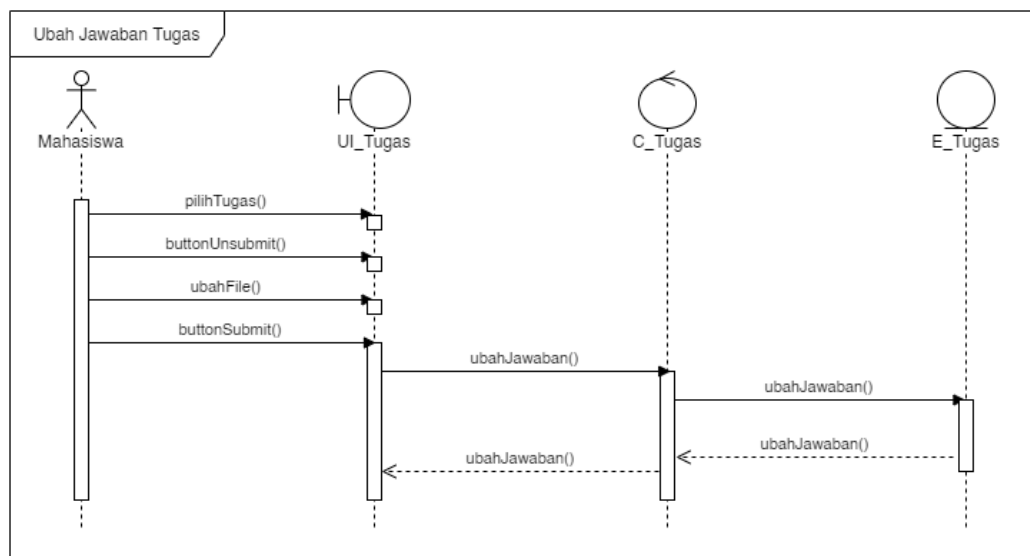 Ubah Jawaban Tugas
Mahasiswa
UI_Tugas
C_Tugas
E_Tugas
pilihTugas()
buttonUnsubmit()
ubahFile()
buttonSubmit()
ubahJawaban()
ubahJawaban()
ubahJawaban()
ubahJawaban()